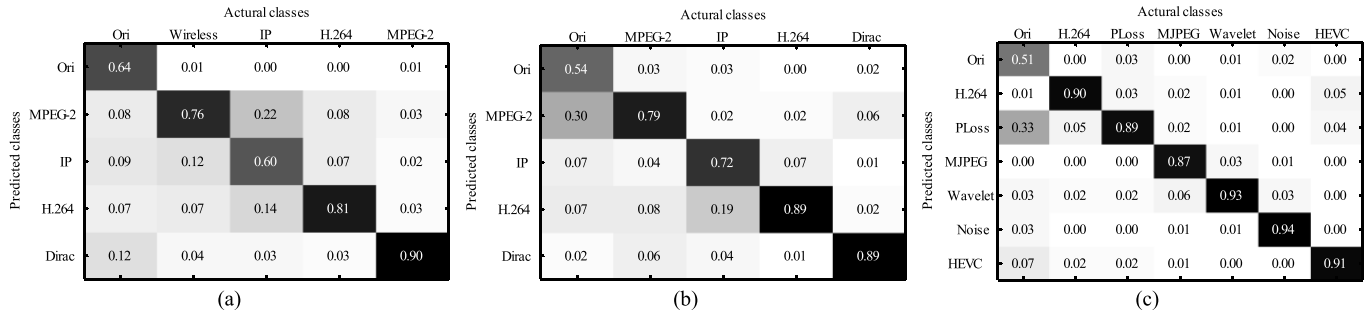 Actural classes
Ori Wireless IP H.264 MPEG-2
Predicted classes
Ori 0.64 0.01 0.00 0.00 0.01
MPEG-2 0.08 0.76 0.22 0.08 0.03
IP 0.09 0.12 0.60 0.07 0.02
H.264 0.07 0.07 0.14 0.81 0.03
Dirac 0.12 0.04 0.03 0.03 0.90
(a)
Actural classes
Ori MPEG-2 IP H.264 Dirac
Predicted classes
Ori 0.54 0.03 0.03 0.00 0.02
MPEG-2 0.30 0.79 0.02 0.02 0.06
IP 0.07 0.04 0.72 0.07 0.01
H.264 0.07 0.08 0.19 0.89 0.02
Dirac 0.02 0.06 0.04 0.01 0.89
(b)
Actural classes
Ori H.264 PLoss MJPEG Wavelet Noise HEVC
Predicted classes
Ori 0.51 0.00 0.03 0.00 0.01 0.02 0.00
H.264 0.01 0.90 0.03 0.02 0.01 0.00 0.05
PLoss 0.33 0.05 0.89 0.02 0.01 0.00 0.04
MJPEG 0.00 0.00 0.00 0.87 0.03 0.01 0.00
Wavelet 0.03 0.02 0.02 0.06 0.93 0.03 0.00
Noise 0.03 0.00 0.00 0.01 0.01 0.94 0.00
HEVC 0.07 0.02 0.02 0.01 0.00 0.00 0.91
(c)